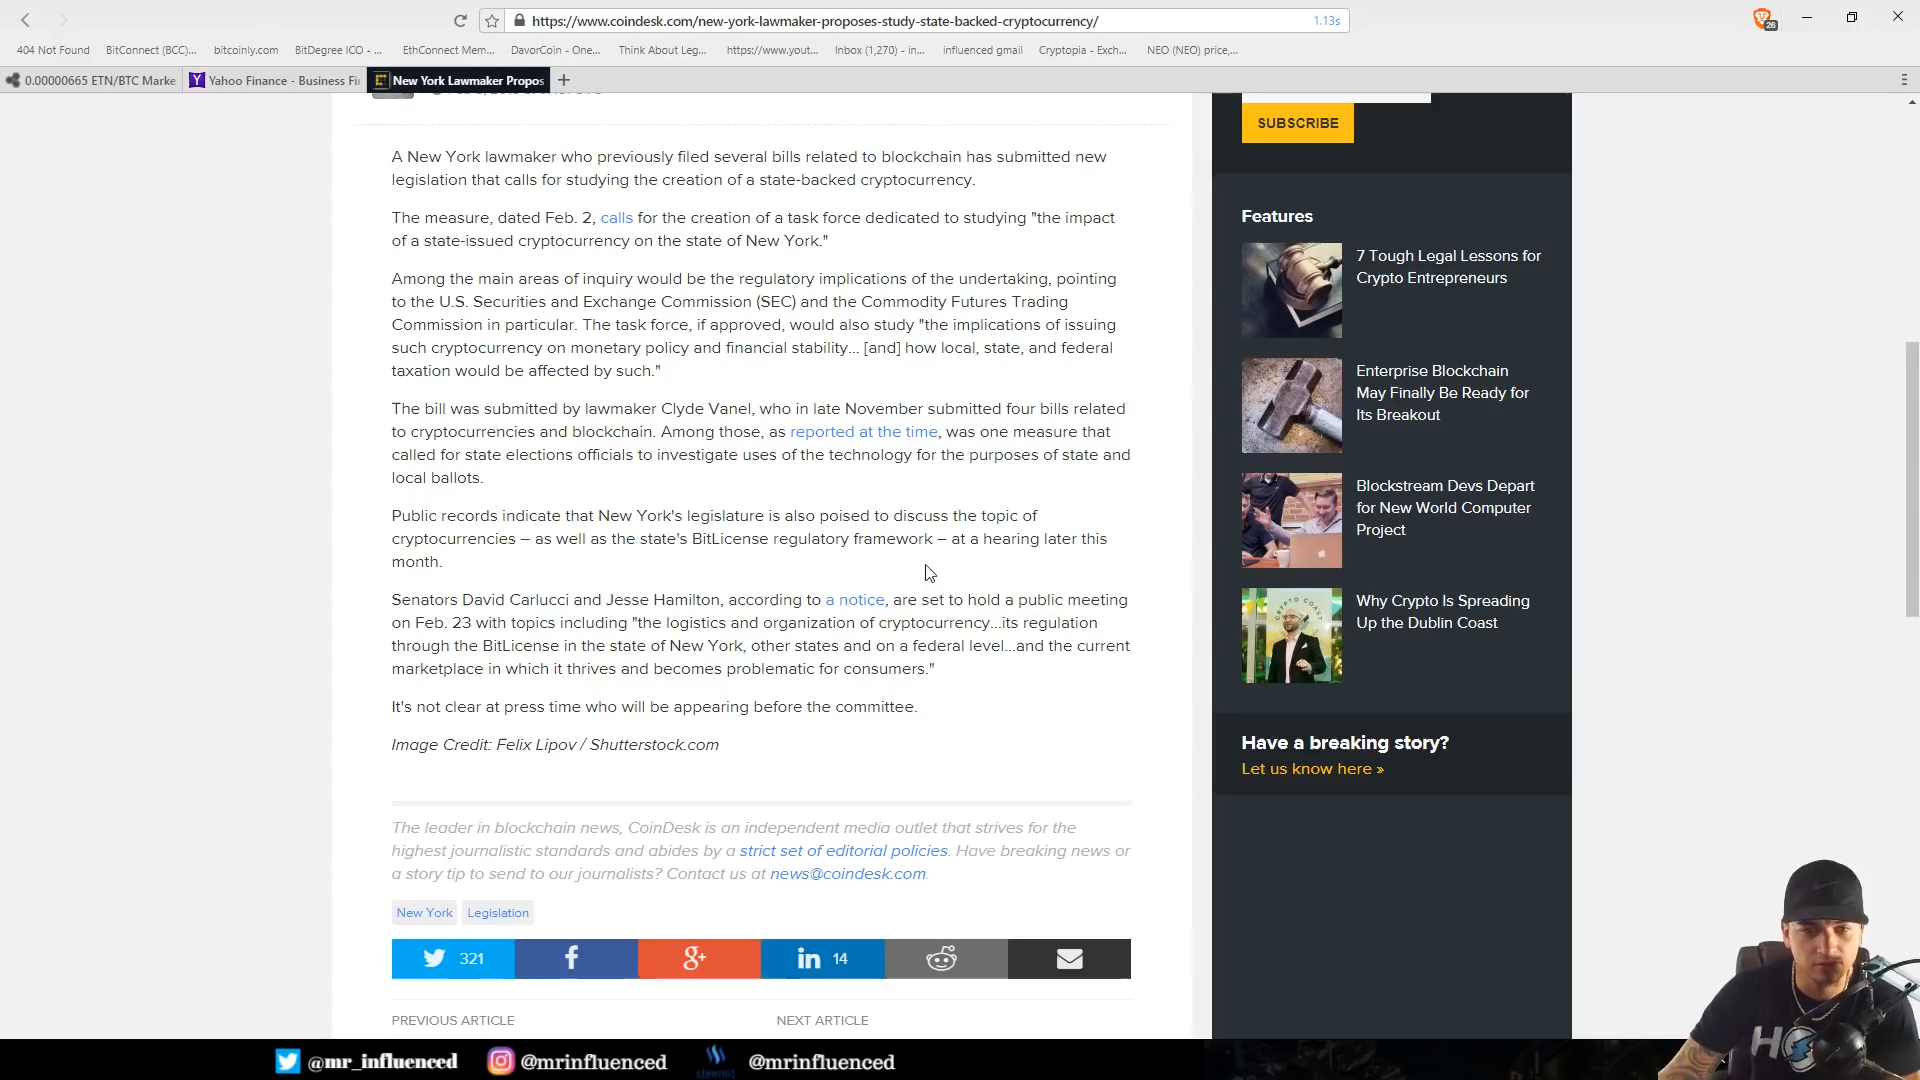 https://www.coindesk.com/new-york-lawmaker-proposes-study-state-backed-cryptocurrency/
1.13s
26
404 Not Found
BitConnect (BCC)...
bitcoinly.com
BitDegree ICO - ...
EthConnect Mem...
DavorCoin - One...
Think About Leg...
https://www.yout...
Inbox (1,270) - in...
influenced gmail
Cryptopia - Exch...
NEO (NEO) price,...
0.00000665 ETN/BTC Marke
Yahoo Finance - Business Fi
New York Lawmaker Propos
A New York lawmaker who previously filed several bills related to blockchain has submitted new
legislation that calls for studying the creation of a state-backed cryptocurrency.
The measure, dated Feb. 2, calls for the creation of a task force dedicated to studying "the impact
of a state-issued cryptocurrency on the state of New York."
Among the main areas of inquiry would be the regulatory implications of the undertaking, pointing
to the U.S. Securities and Exchange Commission (SEC) and the Commodity Futures Trading
Commission in particular. The task force, if approved, would also study "the implications of issuing
such cryptocurrency on monetary policy and financial stability... [and] how local, state, and federal
taxation would be affected by such."
The bill was submitted by lawmaker Clyde Vanel, who in late November submitted four bills related
to cryptocurrencies and blockchain. Among those, as reported at the time, was one measure that
called for state elections officials to investigate uses of the technology for the purposes of state and
local ballots.
Public records indicate that New York's legislature is also poised to discuss the topic of
cryptocurrencies – as well as the state's BitLicense regulatory framework – at a hearing later this
month.
Senators David Carlucci and Jesse Hamilton, according to a notice, are set to hold a public meeting
on Feb. 23 with topics including "the logistics and organization of cryptocurrency...its regulation
through the BitLicense in the state of New York, other states and on a federal level...and the current
marketplace in which it thrives and becomes problematic for consumers."
It's not clear at press time who will be appearing before the committee.
Image Credit: Felix Lipov / Shutterstock.com
The leader in blockchain news, CoinDesk is an independent media outlet that strives for the
highest journalistic standards and abides by a strict set of editorial policies. Have breaking news or
a story tip to send to our journalists? Contact us at news@coindesk.com.
New York
Legislation
321
14
PREVIOUS ARTICLE
NEXT ARTICLE
SUBSCRIBE
Features
7 Tough Legal Lessons for
Crypto Entrepreneurs
Enterprise Blockchain
May Finally Be Ready for
Its Breakout
Blockstream Devs Depart
for New World Computer
Project
Why Crypto Is Spreading
Up the Dublin Coast
Have a breaking story?
Let us know here »
@mr_influenced
@mrinfluenced
steemit
@mrinfluenced